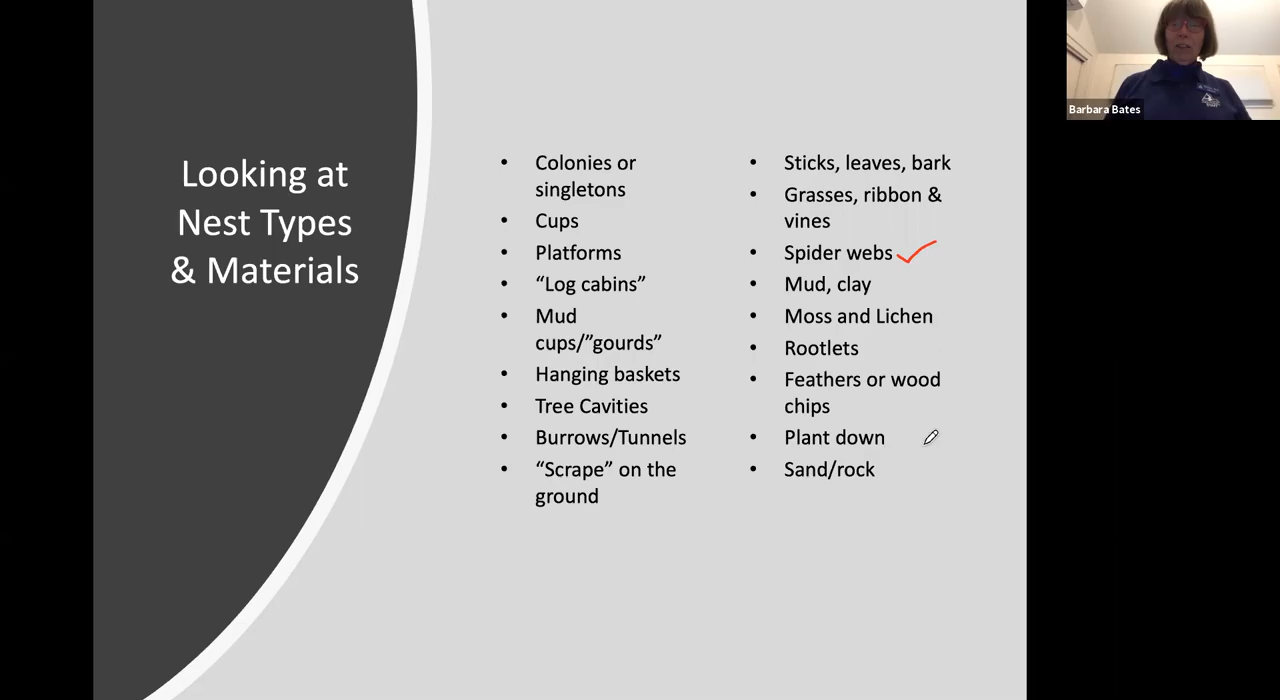 Looking at
Nest Types
& Materials
• Colonies or
singletons
• Cups
• Platforms
• “Log cabins”
• Mud
cups/”gourds”
• Hanging baskets
• Tree Cavities
• Burrows/Tunnels
• “Scrape” on the
ground
• Sticks, leaves, bark
• Grasses, ribbon &
vines
• Spider webs
• Mud, clay
• Moss and Lichen
• Rootlets
• Feathers or wood
chips
• Plant down
• Sand/rock
Barbara Bates